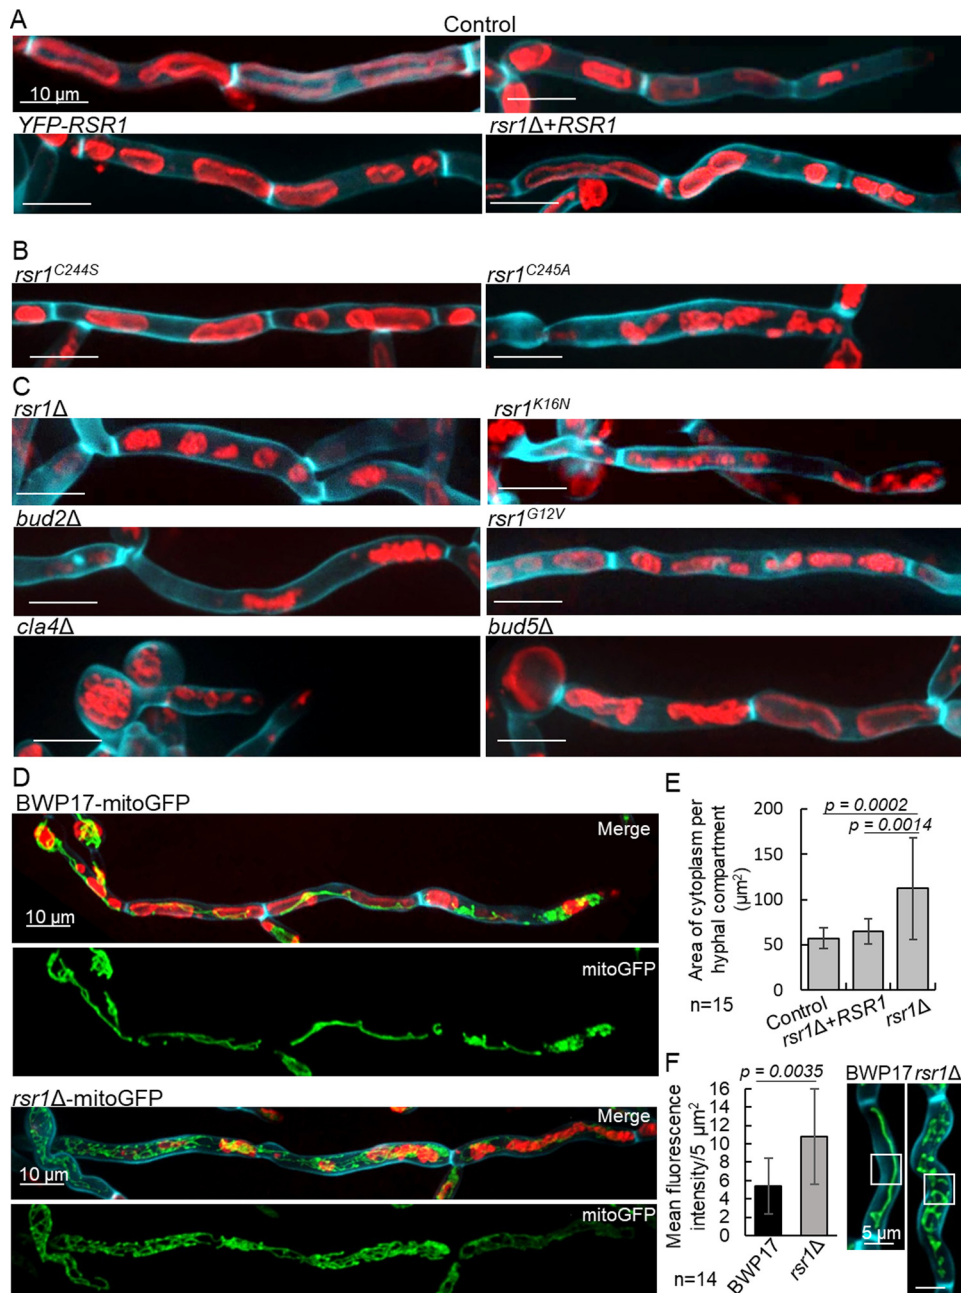 A
Control
10 µm
YFP-RSR1
rsr1Δ+RSR1
B
rsr1C244S
rsr1C245A
C
rsr1Δ
rsr1K16N
bud2Δ
rsr1G12V
cla4Δ
bud5Δ
D
BWP17-mitoGFP
Merge
10 µm
mitoGFP
rsr1Δ-mitoGFP
Merge
10 µm
mitoGFP
E
Area of cytoplasm per
hyphal compartment
(µm²)
200
150
100
50
0
p = 0.0002
p = 0.0014
Control
rsr1Δ+RSR1
rsr1Δ
n=15
F
Mean fluorescence
intensity/5 µm²
16
14
12
10
8
6
4
2
0
p = 0.0035
BWP17
rsr1Δ
n=14
BWP17 rsr1Δ
5 µm